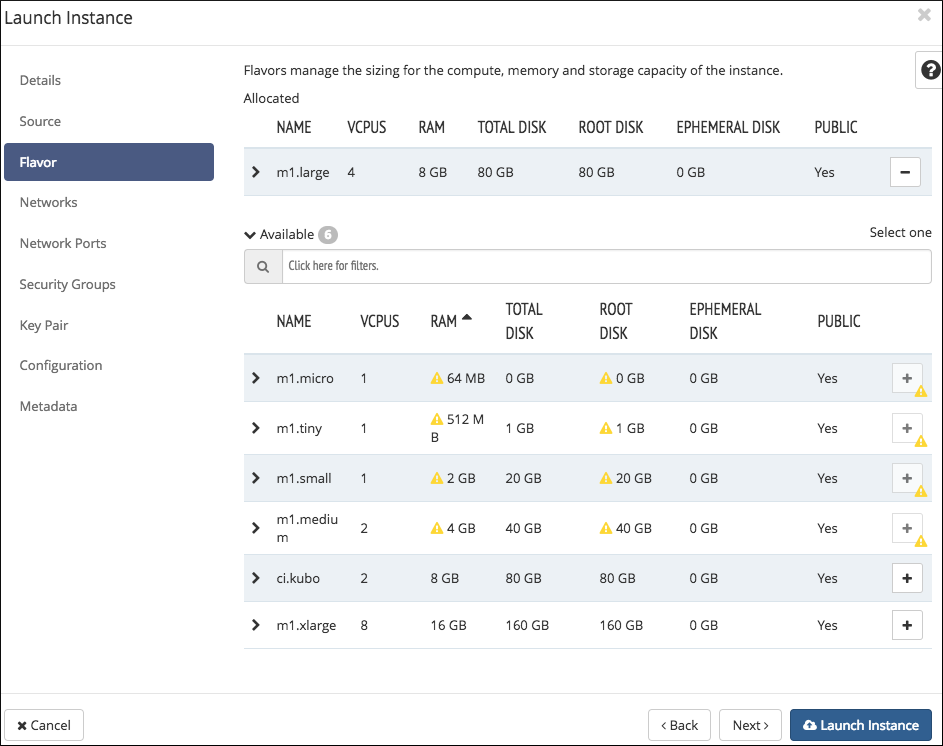 Launch Instance
Details
Source
Flavor
Networks
Network Ports
Security Groups
Key Pair
Configuration
Metadata
Flavors manage the sizing for the compute, memory and storage capacity of the instance.
Allocated
NAME VCPUS RAM TOTAL DISK ROOT DISK EPHEMERAL DISK PUBLIC
m1.large 4 8 GB 80 GB 80 GB 0 GB Yes
Available 6 Select one
Click here for filters.
NAME VCPUS RAM TOTAL DISK ROOT DISK EPHEMERAL DISK PUBLIC
m1.micro 1 64 MB 0 GB 0 GB 0 GB Yes
m1.tiny 1 512 MB 1 GB 1 GB 0 GB Yes
m1.small 1 2 GB 20 GB 20 GB 0 GB Yes
m1.medium 2 4 GB 40 GB 40 GB 0 GB Yes
ci.kubo 2 8 GB 80 GB 80 GB 0 GB Yes
m1.xlarge 8 16 GB 160 GB 160 GB 0 GB Yes
Cancel
‹ Back
Next ›
Launch Instance